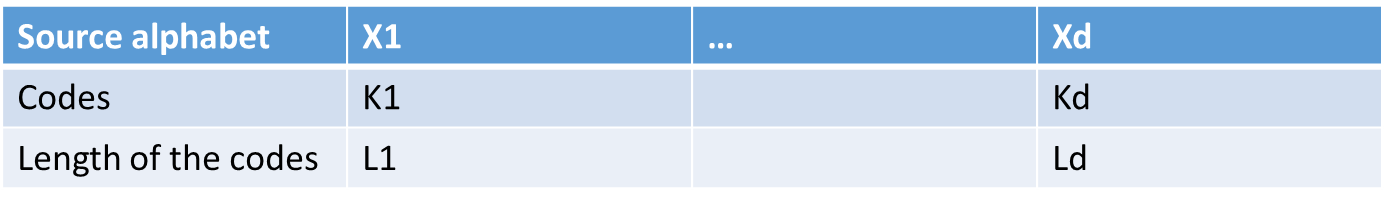 Source alphabet X1 ... Xd
Codes K1 Kd
Length of the codes L1 Ld